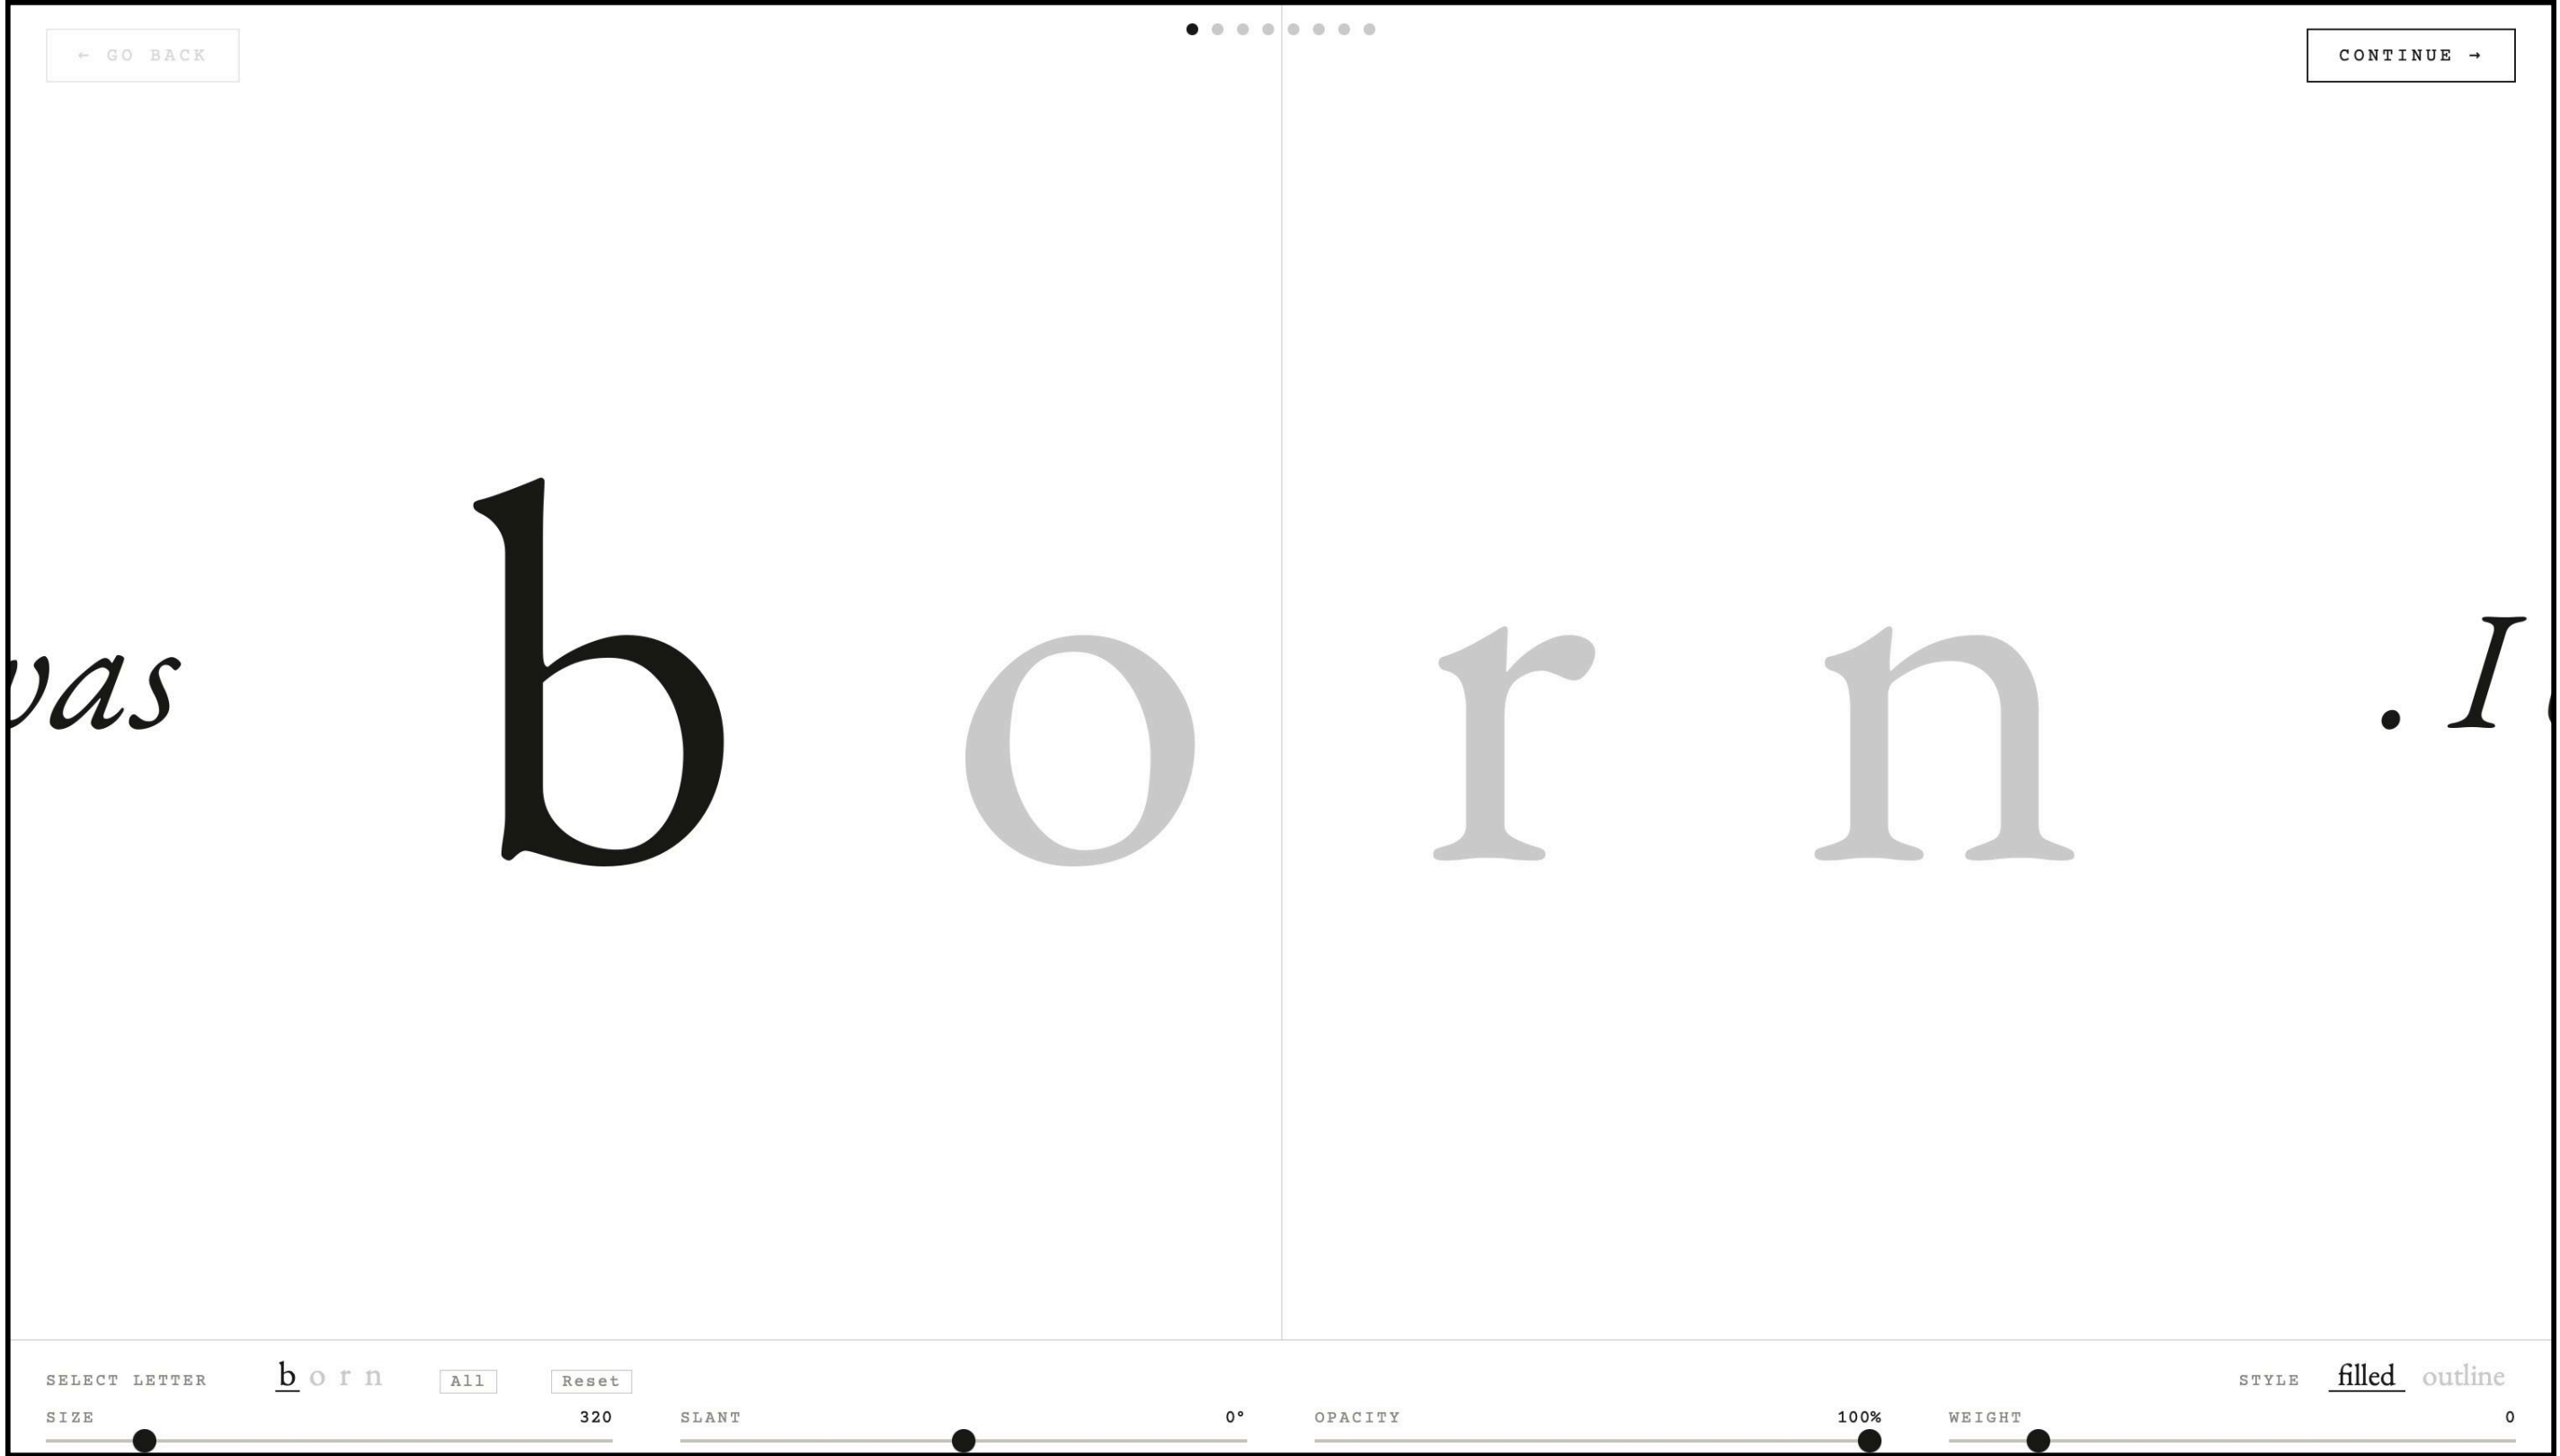 ← GO BACK
CONTINUE →
was b o r n . I
SELECT LETTER b o r n All Reset STYLE filled outline
SIZE 320 SLANT 0° OPACITY 100% WEIGHT 0